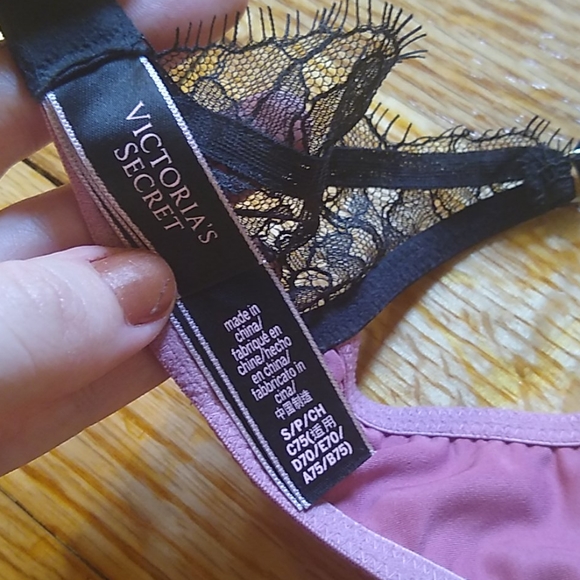 VICTORIA'S
SECRET
made in
china/
fabriqué en
chine/hecho
en china/
fabbricato in
cina/
中国制造
S/P/CH
C75(适用
D70/E70/
A75/B75)